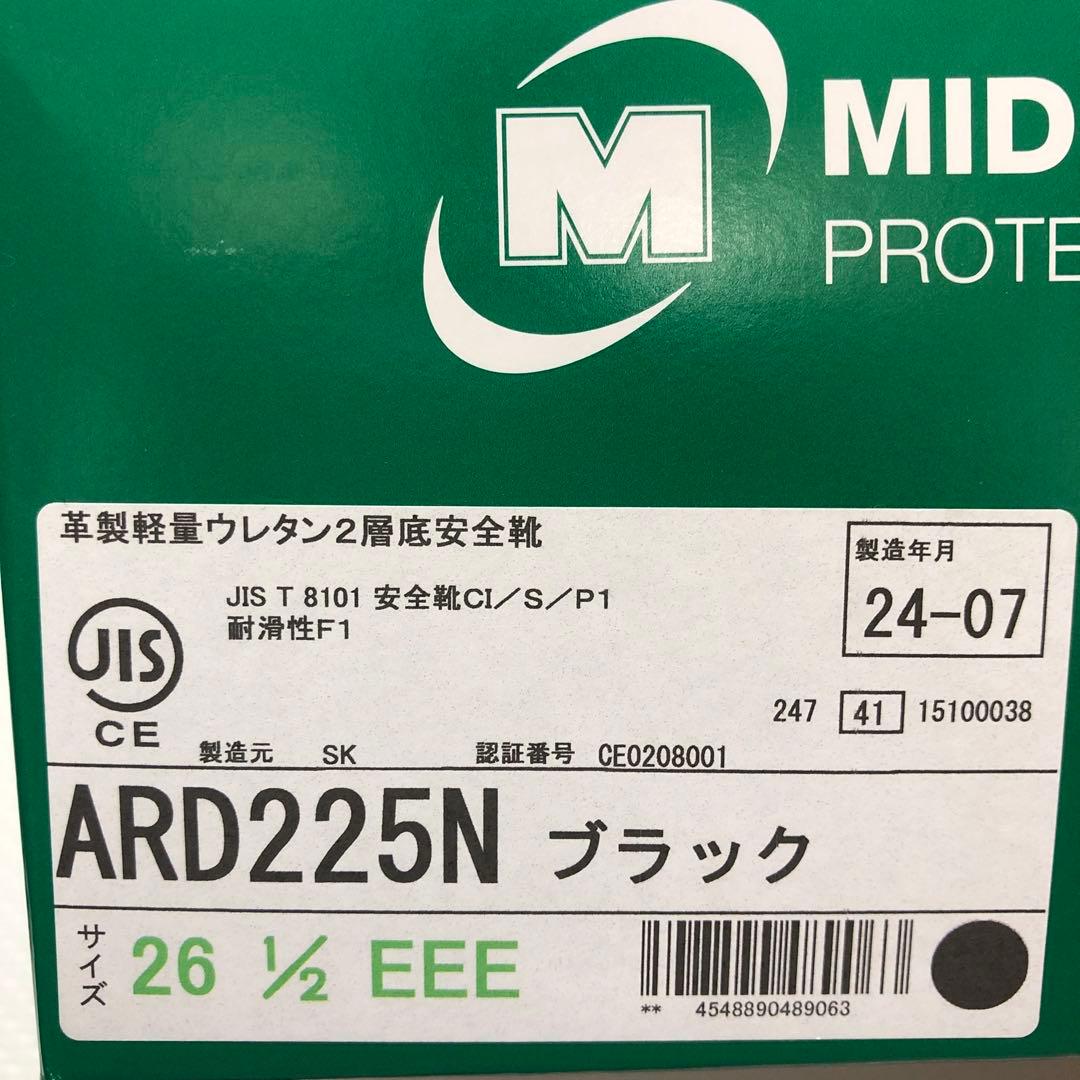 M
MID
PROTE
革製軽量ウレタン2層底安全靴
製造年月
24-07
JIS T 8101 安全靴CI/S/P1
耐滑性F1
JIS
CE
247 41 15100038
製造元 SK 認証番号 CE0208001
ARD225N ブラック
サイズ 26 1/2 EEE
** 4548890489063